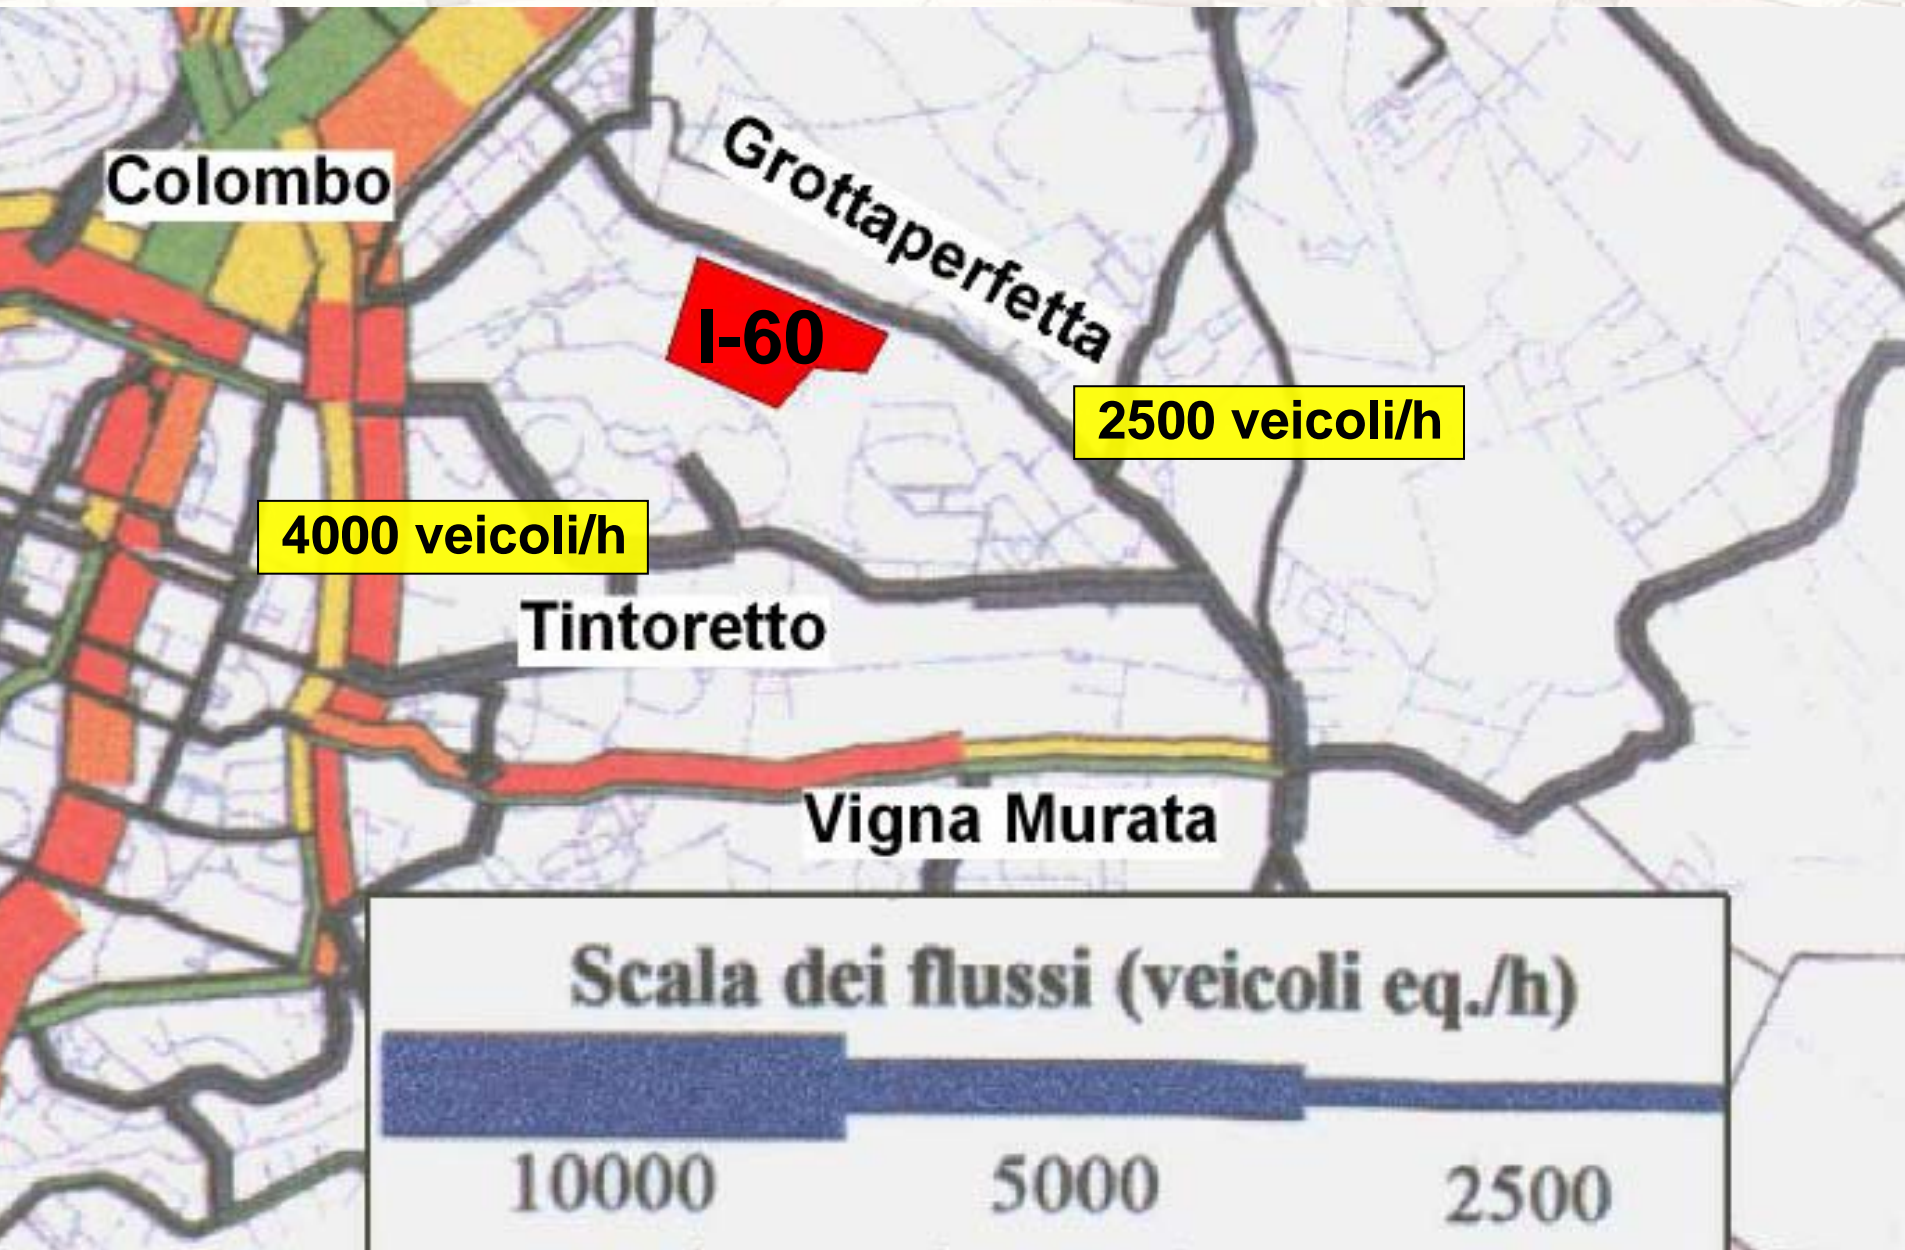 Colombo
Grottaperfetta
I-60
2500 veicoli/h
4000 veicoli/h
Tintoretto
Vigna Murata
Scala dei flussi (veicoli eq./h)
10000 5000 2500